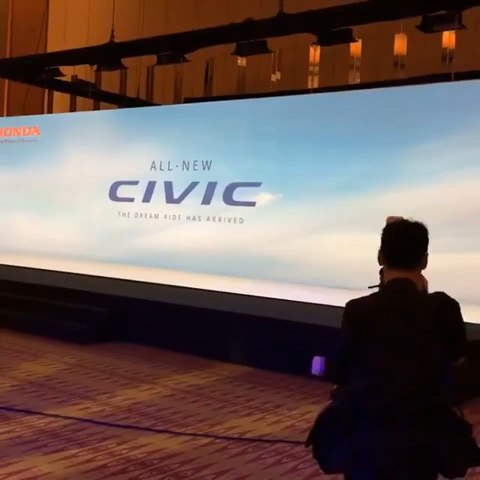 HONDA
ALL-NEW
CIVIC
THE DREAM RIDE HAS ARRIVED